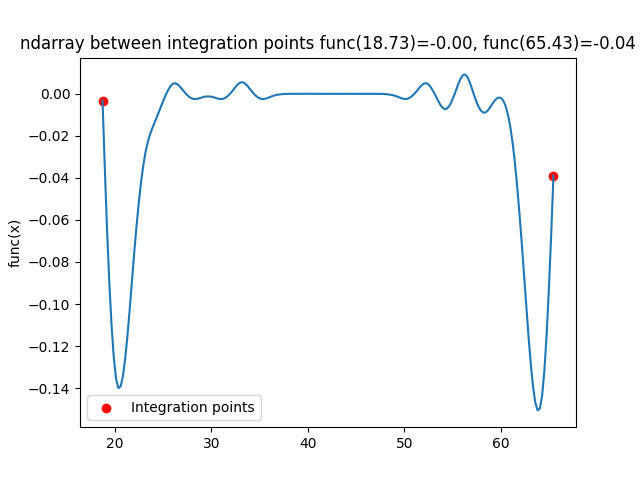 ndarray between integration points func(18.73)=-0.00, func(65.43)=-0.04
0.00
−0.02
−0.04
−0.06
−0.08
−0.10
−0.12
−0.14
func(x)
Integration points
20 30 40 50 60